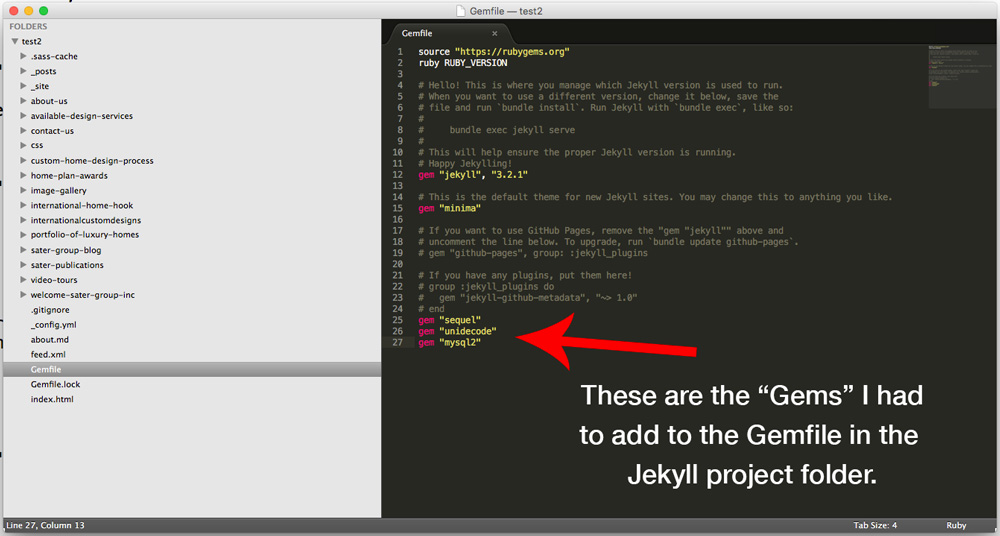 Gemfile — test2
FOLDERS
test2
.sass-cache
_posts
_site
about-us
available-design-services
contact-us
css
custom-home-design-process
home-plan-awards
image-gallery
international-home-hook
internationalcustomdesigns
portfolio-of-luxury-homes
sater-group-blog
sater-publications
video-tours
welcome-sater-group-inc
.gitignore
_config.yml
about.md
feed.xml
Gemfile
Gemfile.lock
index.html
Gemfile ×
1 source "https://rubygems.org"
2 ruby RUBY_VERSION
3
4 # Hello! This is where you manage which Jekyll version is used to run.
5 # When you want to use a different version, change it below, save the
6 # file and run `bundle install`. Run Jekyll with `bundle exec`, like so:
7 #
8 #     bundle exec jekyll serve
9 #
10 # This will help ensure the proper Jekyll version is running.
11 # Happy Jekylling!
12 gem "jekyll", "3.2.1"
13
14 # This is the default theme for new Jekyll sites. You may change this to anything you like.
15 gem "minima"
16
17 # If you want to use GitHub Pages, remove the "gem "jekyll"" above and
18 # uncomment the line below. To upgrade, run `bundle update github-pages`.
19 # gem "github-pages", group: :jekyll_plugins
20
21 # If you have any plugins, put them here!
22 # group :jekyll_plugins do
23 #   gem "jekyll-github-metadata", "~> 1.0"
24 # end
25 gem "sequel"
26 gem "unidecode"
27 gem "mysql2"
These are the “Gems” I had
to add to the Gemfile in the
Jekyll project folder.
Line 27, Column 13
Tab Size: 4
Ruby